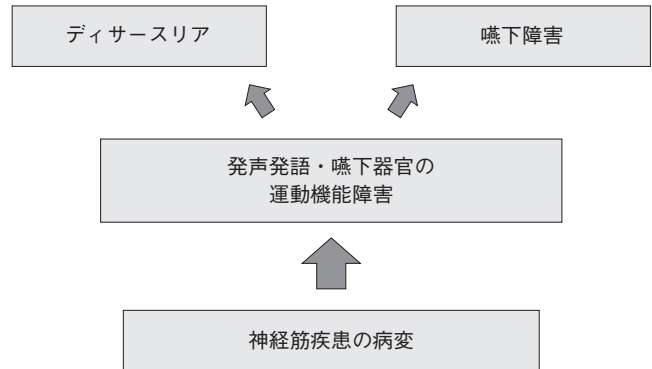 ディサースリア
嚥下障害
発声発語・嚥下器官の
運動機能障害
神経筋疾患の病変